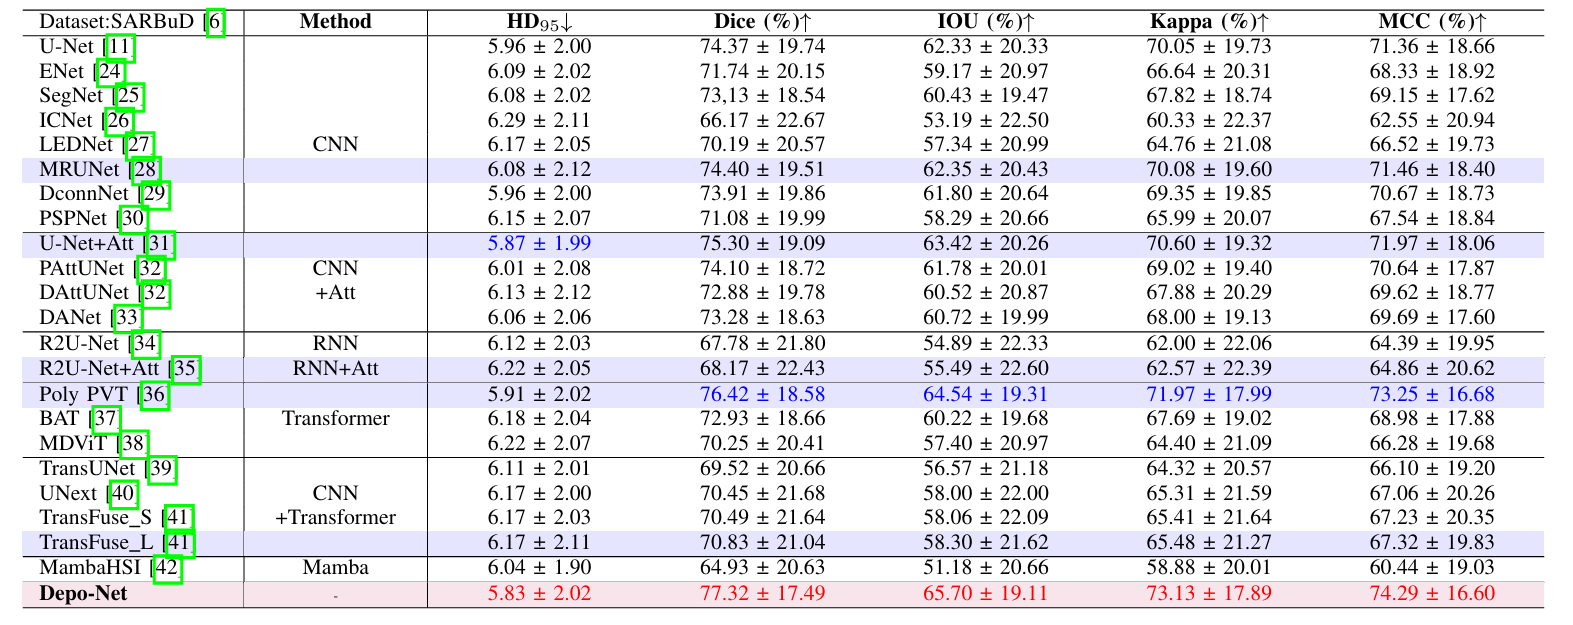 Dataset:SARBuD [6] Method HD95↓ Dice (%)↑ IOU (%)↑ Kappa (%)↑ MCC (%)↑
U-Net [11] 5.96 ± 2.00 74.37 ± 19.74 62.33 ± 20.33 70.05 ± 19.73 71.36 ± 18.66
ENet [24] 6.09 ± 2.02 71.74 ± 20.15 59.17 ± 20.97 66.64 ± 20.31 68.33 ± 18.92
SegNet [25] 6.08 ± 2.02 73,13 ± 18.54 60.43 ± 19.47 67.82 ± 18.74 69.15 ± 17.62
ICNet [26] 6.29 ± 2.11 66.17 ± 22.67 53.19 ± 22.50 60.33 ± 22.37 62.55 ± 20.94
LEDNet [27] CNN 6.17 ± 2.05 70.19 ± 20.57 57.34 ± 20.99 64.76 ± 21.08 66.52 ± 19.73
MRUNet [28] 6.08 ± 2.12 74.40 ± 19.51 62.35 ± 20.43 70.08 ± 19.60 71.46 ± 18.40
DconnNet [29] 5.96 ± 2.00 73.91 ± 19.86 61.80 ± 20.64 69.35 ± 19.85 70.67 ± 18.73
PSPNet [30] 6.15 ± 2.07 71.08 ± 19.99 58.29 ± 20.66 65.99 ± 20.07 67.54 ± 18.84
U-Net+Att [31] 5.87 ± 1.99 75.30 ± 19.09 63.42 ± 20.26 70.60 ± 19.32 71.97 ± 18.06
PAttUNet [32] CNN 6.01 ± 2.08 74.10 ± 18.72 61.78 ± 20.01 69.02 ± 19.40 70.64 ± 17.87
DAttUNet [32] +Att 6.13 ± 2.12 72.88 ± 19.78 60.52 ± 20.87 67.88 ± 20.29 69.62 ± 18.77
DANet [33] 6.06 ± 2.06 73.28 ± 18.63 60.72 ± 19.99 68.00 ± 19.13 69.69 ± 17.60
R2U-Net [34] RNN 6.12 ± 2.03 67.78 ± 21.80 54.89 ± 22.33 62.00 ± 22.06 64.39 ± 19.95
R2U-Net+Att [35] RNN+Att 6.22 ± 2.05 68.17 ± 22.43 55.49 ± 22.60 62.57 ± 22.39 64.86 ± 20.62
Poly PVT [36] 5.91 ± 2.02 76.42 ± 18.58 64.54 ± 19.31 71.97 ± 17.99 73.25 ± 16.68
BAT [37] Transformer 6.18 ± 2.04 72.93 ± 18.66 60.22 ± 19.68 67.69 ± 19.02 68.98 ± 17.88
MDViT [38] 6.22 ± 2.07 70.25 ± 20.41 57.40 ± 20.97 64.40 ± 21.09 66.28 ± 19.68
TransUNet [39] 6.11 ± 2.01 69.52 ± 20.66 56.57 ± 21.18 64.32 ± 20.57 66.10 ± 19.20
UNext [40] CNN 6.17 ± 2.00 70.45 ± 21.68 58.00 ± 22.00 65.31 ± 21.59 67.06 ± 20.26
TransFuse_S [41] +Transformer 6.17 ± 2.03 70.49 ± 21.64 58.06 ± 22.09 65.41 ± 21.64 67.23 ± 20.35
TransFuse_L [41] 6.17 ± 2.11 70.83 ± 21.04 58.30 ± 21.62 65.48 ± 21.27 67.32 ± 19.83
MambaHSI [42] Mamba 6.04 ± 1.90 64.93 ± 20.63 51.18 ± 20.66 58.88 ± 20.01 60.44 ± 19.03
Depo-Net - 5.83 ± 2.02 77.32 ± 17.49 65.70 ± 19.11 73.13 ± 17.89 74.29 ± 16.60